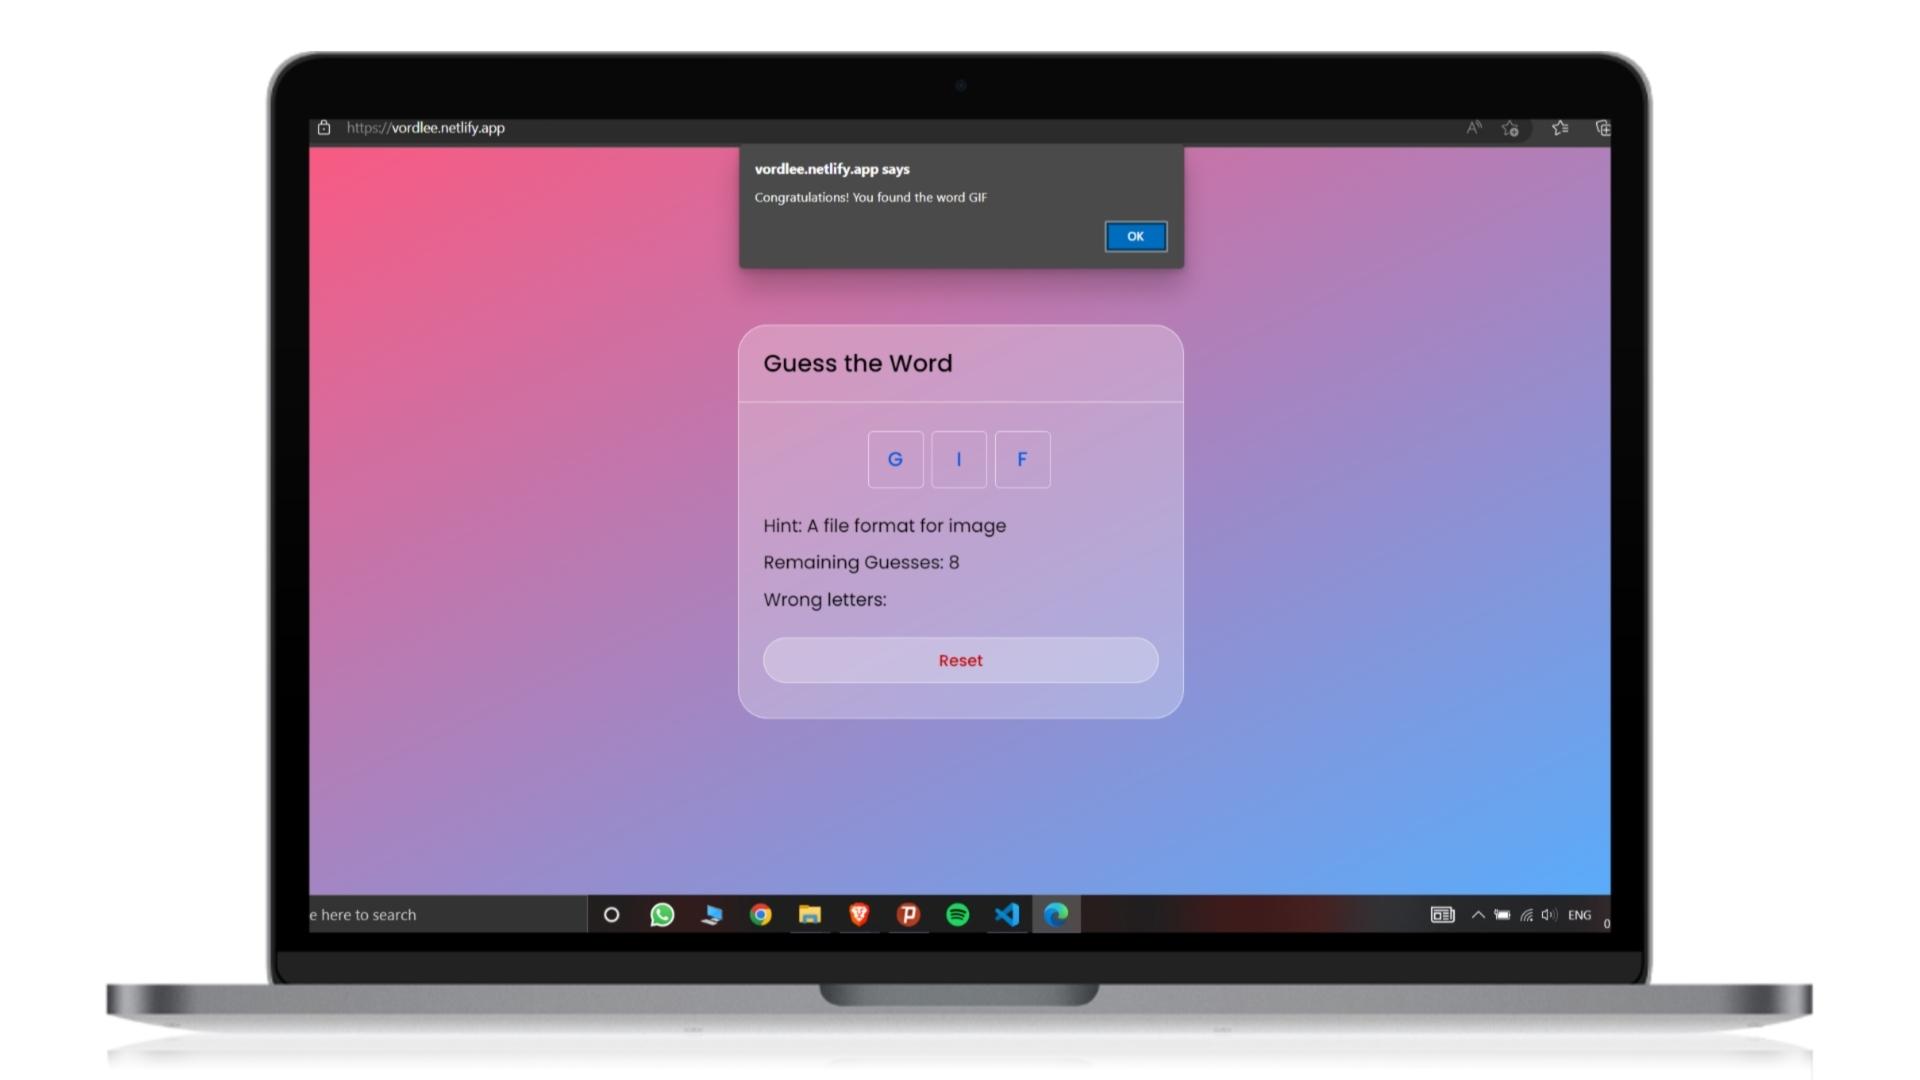 https://vordlee.netlify.app
vordlee.netlify.app says
Congratulations! You found the word GIF
OK
Guess the Word
G I F
Hint: A file format for image
Remaining Guesses: 8
Wrong letters:
Reset
e here to search
ENG
0